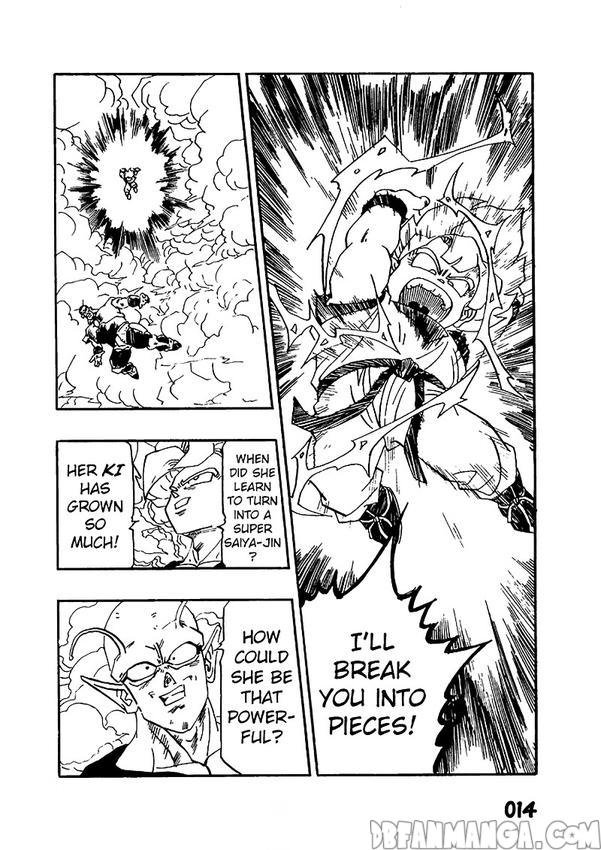 I'LL
BREAK
YOU INTO
PIECES!
WHEN
DID SHE
LEARN
TO TURN
INTO A
SUPER
SAIYA-JIN
?
HER KI
HAS
GROWN
SO
MUCH!
HOW
COULD
SHE BE
THAT
POWER-
FUL?
014
DBFANMANGA.COM